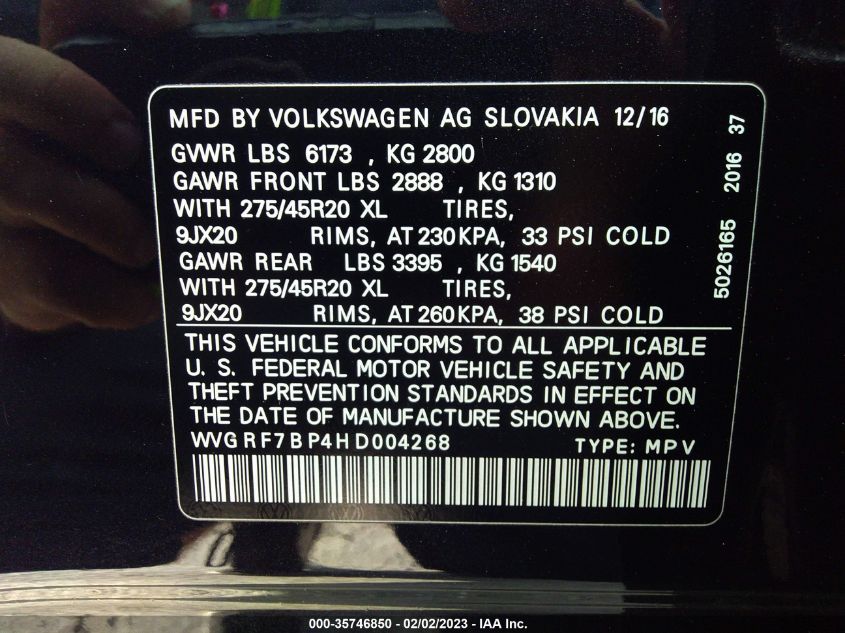 MFD BY VOLKSWAGEN AG SLOVAKIA 12/16
GVWR LBS 6173 , KG 2800
GAWR FRONT LBS 2888 , KG 1310
WITH 275/45R20 XL TIRES,
9JX20 RIMS, AT 230KPA, 33 PSI COLD
GAWR REAR LBS 3395 , KG 1540
WITH 275/45R20 XL TIRES,
9JX20 RIMS, AT 260KPA, 38 PSI COLD
THIS VEHICLE CONFORMS TO ALL APPLICABLE
U. S. FEDERAL MOTOR VEHICLE SAFETY AND
THEFT PREVENTION STANDARDS IN EFFECT ON
THE DATE OF MANUFACTURE SHOWN ABOVE.
WVGRF7BP4HD004268 TYPE: MPV
5026165 2016 37
000-35746850 - 02/02/2023 - IAA Inc.